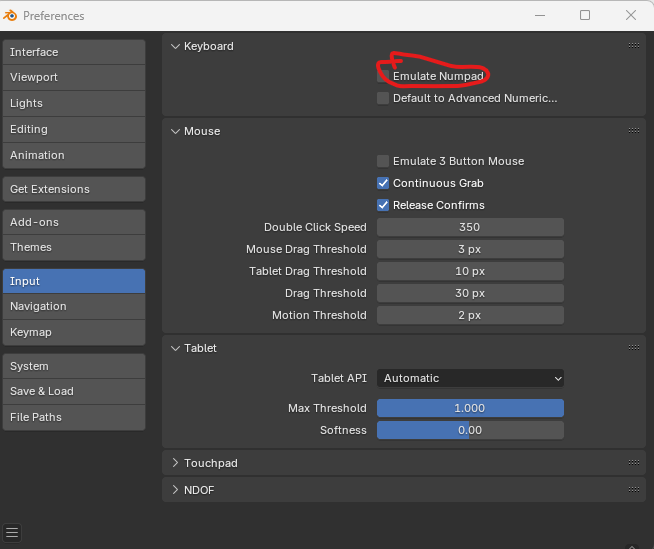 Preferences
Interface
Viewport
Lights
Editing
Animation
Get Extensions
Add-ons
Themes
Input
Navigation
Keymap
System
Save & Load
File Paths
Keyboard
Emulate Numpad
Default to Advanced Numeric...
Mouse
Emulate 3 Button Mouse
Continuous Grab
Release Confirms
Double Click Speed 350
Mouse Drag Threshold 3 px
Tablet Drag Threshold 10 px
Drag Threshold 30 px
Motion Threshold 2 px
Tablet
Tablet API Automatic
Max Threshold 1.000
Softness 0.00
Touchpad
NDOF